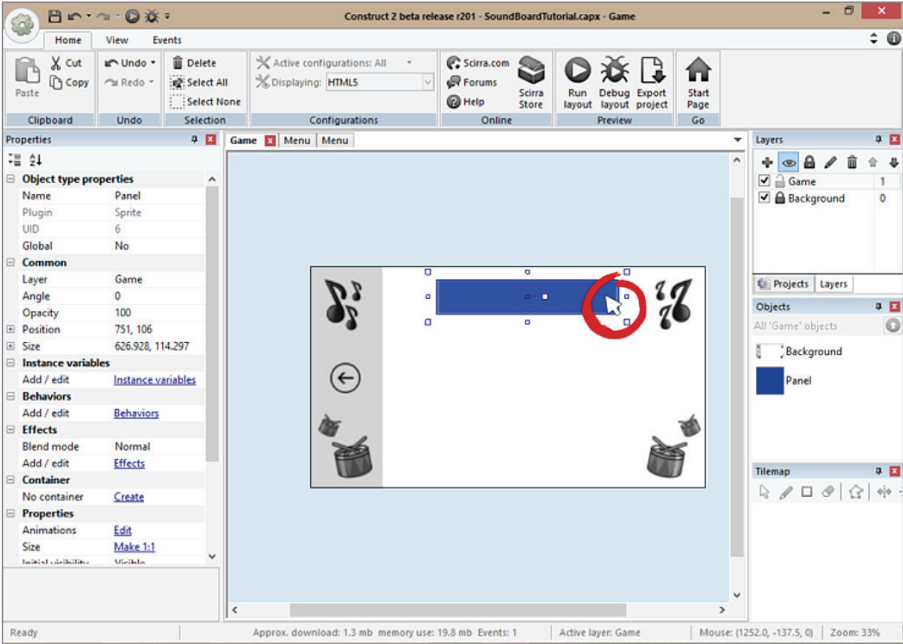 Construct 2 beta release r201 - SoundBoardTutorial.capx - Game
Home View Events
Paste
Cut
Copy
Clipboard
Undo
Redo
Undo
Delete
Select All
Select None
Selection
Active configurations: All
Displaying: HTML5
Configurations
Scirra.com
Forums
Help
Scirra Store
Online
Run layout
Debug layout
Export project
Preview
Start Page
Go
Properties
Object type properties
Name Panel
Plugin Sprite
UID 6
Global No
Common
Layer Game
Angle 0
Opacity 100
Position 751, 106
Size 626.928, 114.297
Instance variables
Add / edit Instance variables
Behaviors
Add / edit Behaviors
Effects
Blend mode Normal
Add / edit Effects
Container
No container Create
Properties
Animations Edit
Size Make 1:1
Initial visibility Visible
Game Menu Menu
Layers
Game 1
Background 0
Projects Layers
Objects
All 'Game' objects
Background
Panel
Tilemap
Ready
Approx. download: 1.3 mb memory use: 19.8 mb Events: 1
Active layer: Game
Mouse: (1252.0, -137.5, 0)
Zoom: 33%